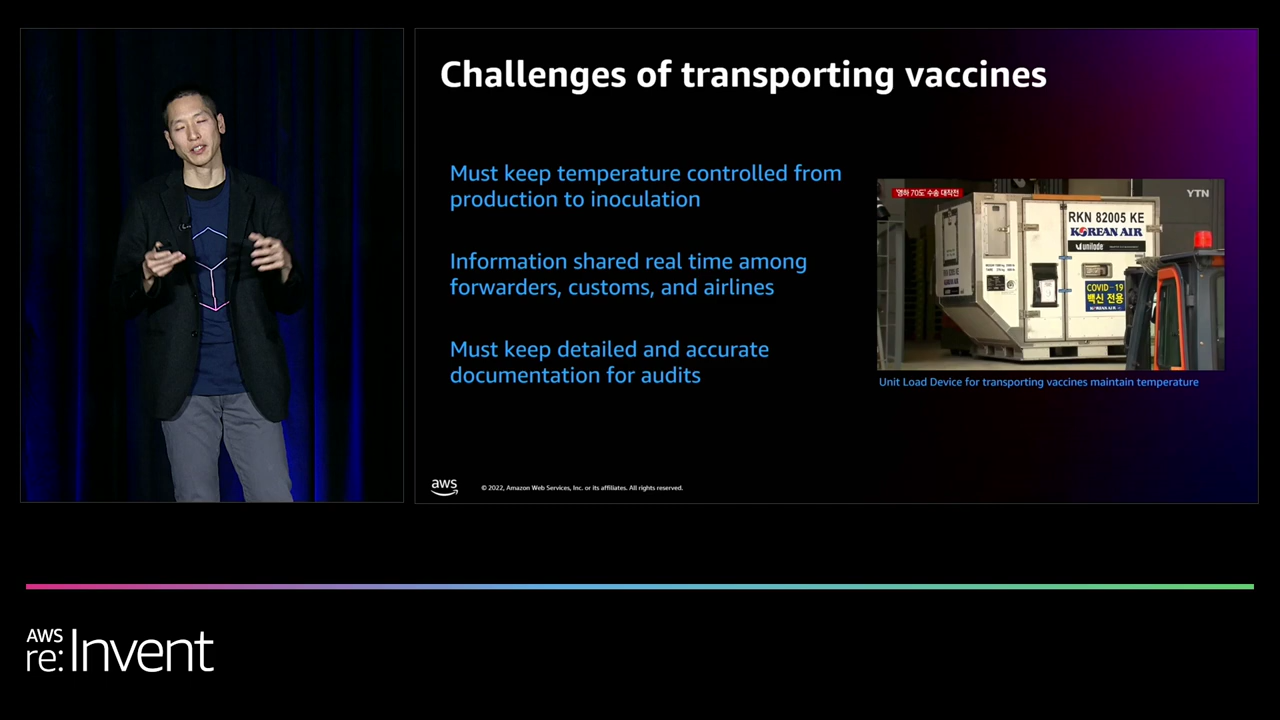 Challenges of transporting vaccines
Must keep temperature controlled from
production to inoculation
Information shared real time among
forwarders, customs, and airlines
Must keep detailed and accurate
documentation for audits
'영하 70도' 수송 대작전
YTN
RKN 82005 KE
KOREAN AIR
unilode
COVID-19
백신 전용
KOREAN AIR
Unit Load Device for transporting vaccines maintain temperature
aws
© 2022, Amazon Web Services, Inc. or its affiliates. All rights reserved.
AWS
re:Invent